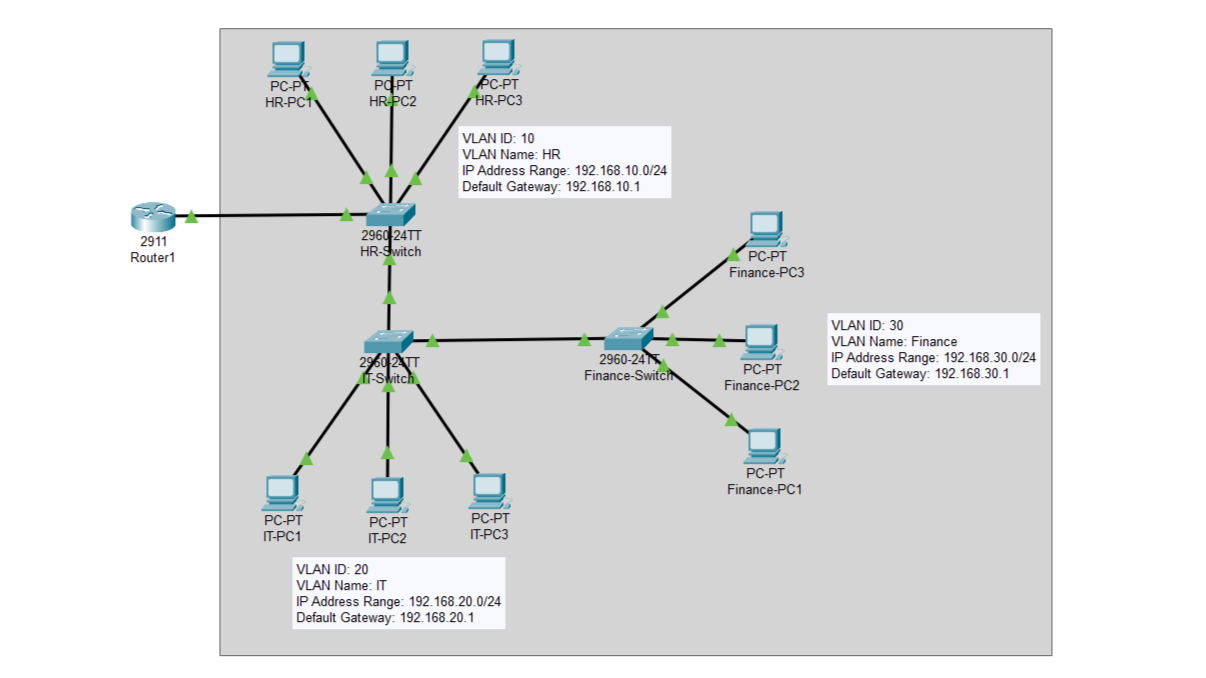 PC-PT
HR-PC1
PC-PT
HR-PC2
PC-PT
HR-PC3
VLAN ID: 10
VLAN Name: HR
IP Address Range: 192.168.10.0/24
Default Gateway: 192.168.10.1
2911
Router1
2960-24TT
HR-Switch
PC-PT
Finance-PC3
VLAN ID: 30
VLAN Name: Finance
IP Address Range: 192.168.30.0/24
Default Gateway: 192.168.30.1
2960-24TT
IT-Switch
2960-24TT
Finance-Switch
PC-PT
Finance-PC2
PC-PT
Finance-PC1
PC-PT
IT-PC1
PC-PT
IT-PC2
PC-PT
IT-PC3
VLAN ID: 20
VLAN Name: IT
IP Address Range: 192.168.20.0/24
Default Gateway: 192.168.20.1